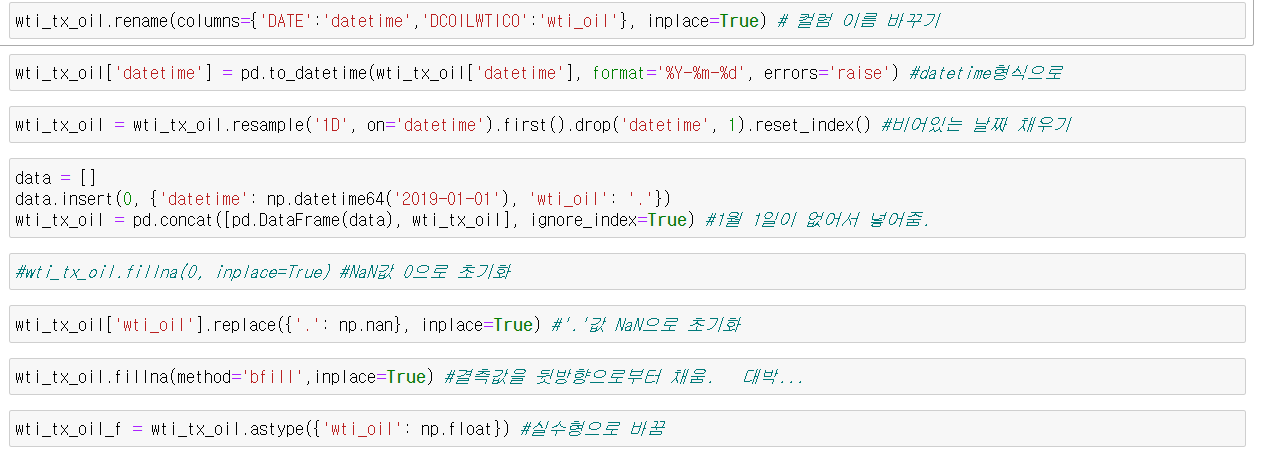 wti_tx_oil.rename(columns={'DATE':'datetime','DCOILWTICO':'wti_oil'}, inplace=True) # 컬럼 이름 바꾸기
wti_tx_oil['datetime'] = pd.to_datetime(wti_tx_oil['datetime'], format='%Y-%m-%d', errors='raise') #datetime형식으로
wti_tx_oil = wti_tx_oil.resample('1D', on='datetime').first().drop('datetime', 1).reset_index() #비어있는 날짜 채우기
data = []
data.insert(0, {'datetime': np.datetime64('2019-01-01'), 'wti_oil': '.'})
wti_tx_oil = pd.concat([pd.DataFrame(data), wti_tx_oil], ignore_index=True) #1월 1일이 없어서 넣어줌.
#wti_tx_oil.fillna(0, inplace=True) #NaN값 0으로 초기화
wti_tx_oil['wti_oil'].replace({'.': np.nan}, inplace=True) #'.'값 NaN으로 초기화
wti_tx_oil.fillna(method='bfill',inplace=True) #결측값을 뒷방향으로부터 채움.  대박...
wti_tx_oil_f = wti_tx_oil.astype({'wti_oil': np.float}) #실수형으로 바꿈